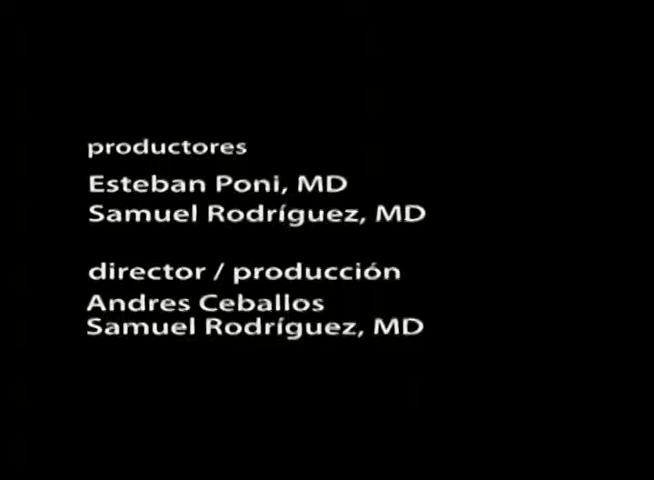 productores
Esteban Poni, MD
Samuel Rodríguez, MD
director / producción
Andres Ceballos
Samuel Rodríguez, MD